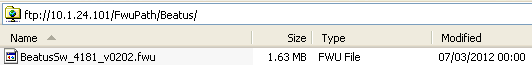 ftp://10.1.24.101/FwuPath/Beatus/
Name Size Type Modified
BeatusSw_4181_v0202.fwu 1.63 MB FWU File 07/03/2012 00:00